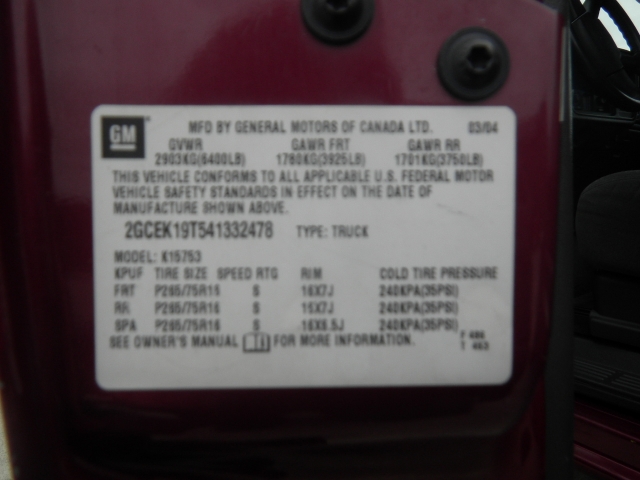 GM
MFD BY GENERAL MOTORS OF CANADA LTD. 03/04
GVWR GAWR FRT GAWR RR
2903KG(6400LB) 1780KG(3925LB) 1701KG(3750LB)
THIS VEHICLE CONFORMS TO ALL APPLICABLE U.S. FEDERAL MOTOR
VEHICLE SAFETY STANDARDS IN EFFECT ON THE DATE OF
MANUFACTURE SHOWN ABOVE.
2GCEK19T541332478 TYPE: TRUCK
MODEL: K15753
KPUF TIRE SIZE SPEED RTG RIM COLD TIRE PRESSURE
FRT P265/75R16 S 16X7J 240KPA(35PSI)
RR P265/75R16 S 16X7J 240KPA(35PSI)
SPA P265/75R16 S 16X6.5J 240KPA(35PSI)
SEE OWNER'S MANUAL FOR MORE INFORMATION.